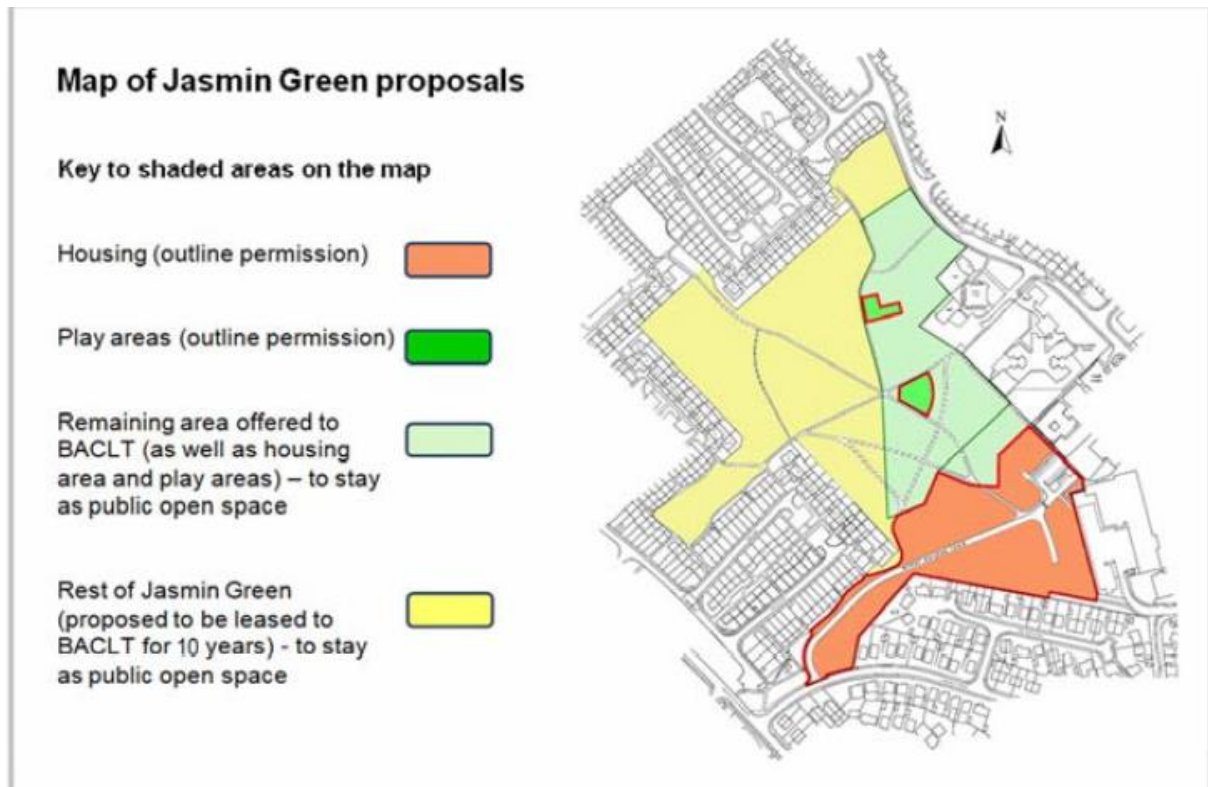 Map of Jasmin Green proposals
Key to shaded areas on the map
Housing (outline permission)
Play areas (outline permission)
Remaining area offered to
BACLT (as well as housing
area and play areas) – to stay
as public open space
Rest of Jasmin Green
(proposed to be leased to
BACLT for 10 years) - to stay
as public open space
N